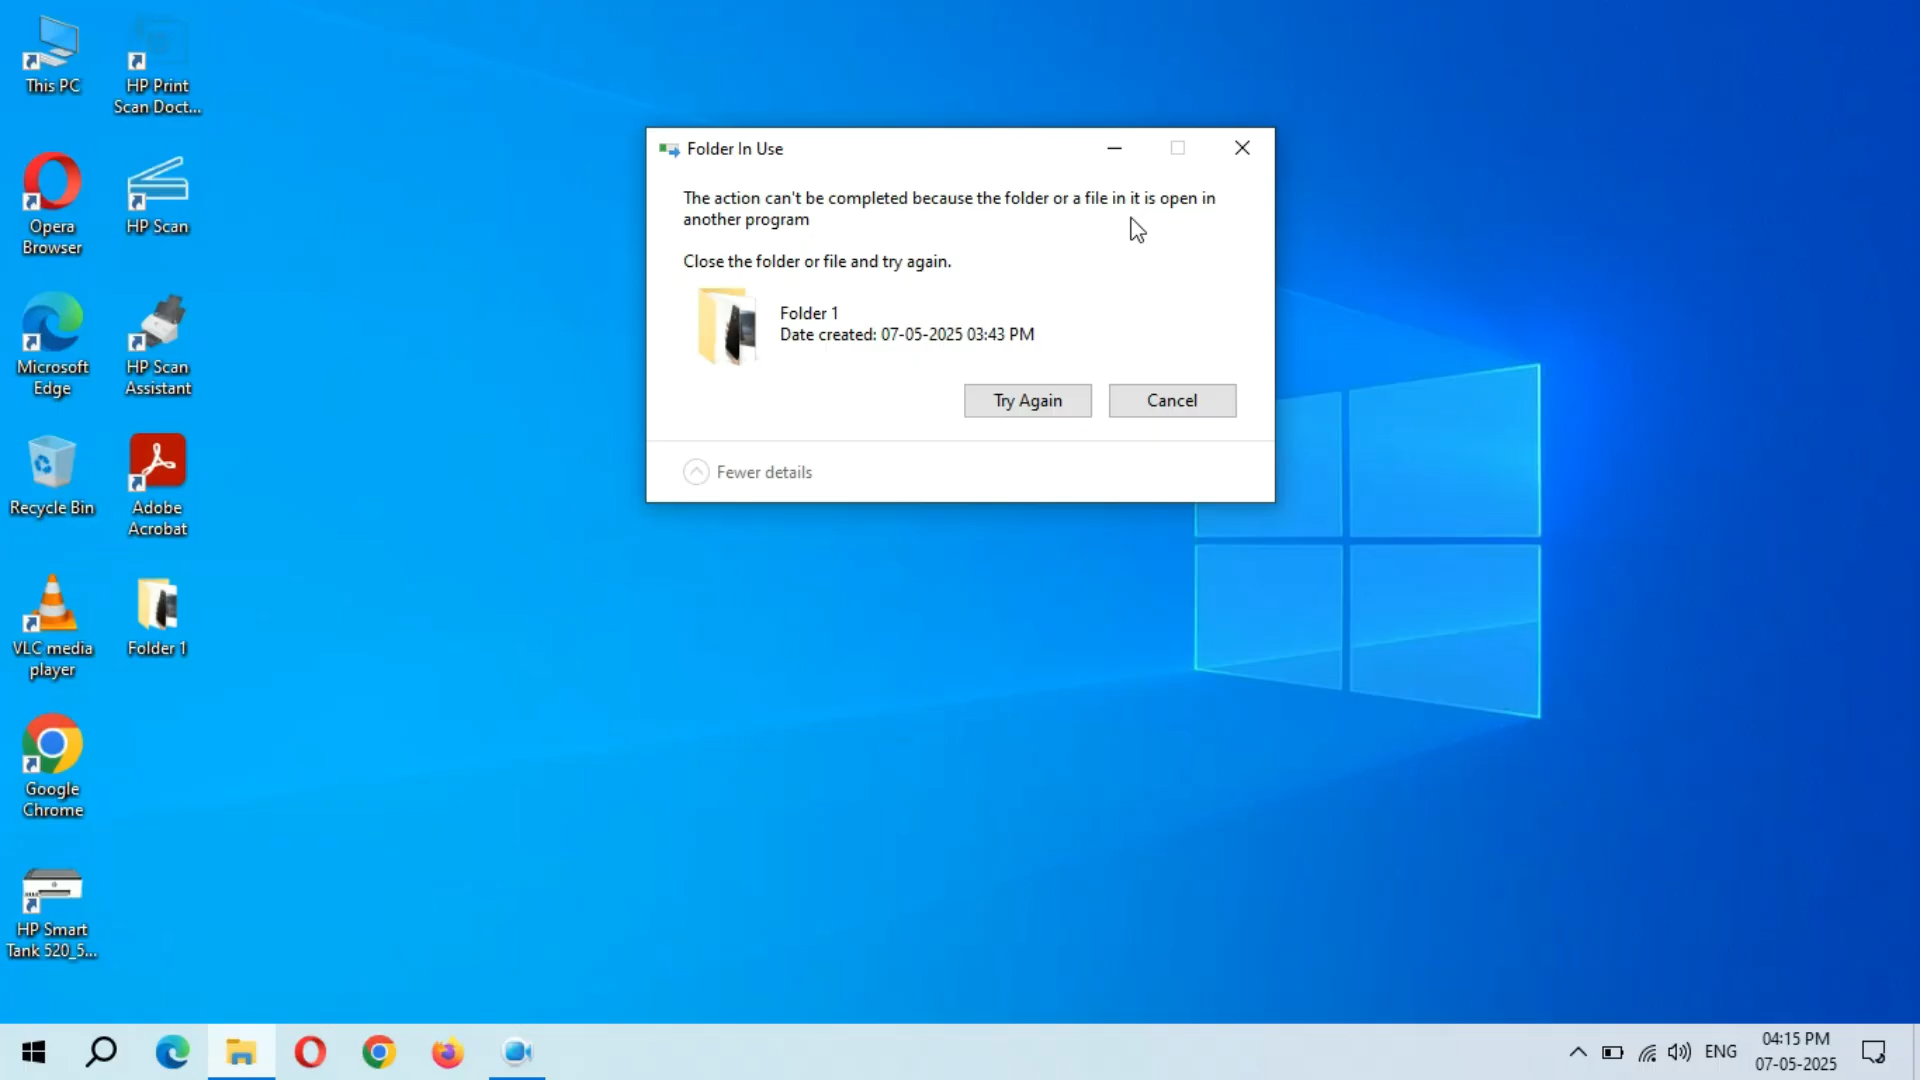 This PC
HP Print
Scan Doct...
Opera
Browser
HP Scan
Microsoft
Edge
HP Scan
Assistant
Recycle Bin
Adobe
Acrobat
VLC media
player
Folder 1
Google
Chrome
HP Smart
Tank 520_5...
Folder In Use
The action can't be completed because the folder or a file in it is open in
another program
Close the folder or file and try again.
Folder 1
Date created: 07-05-2025 03:43 PM
Try Again
Cancel
Fewer details
ENG
04:15 PM
07-05-2025